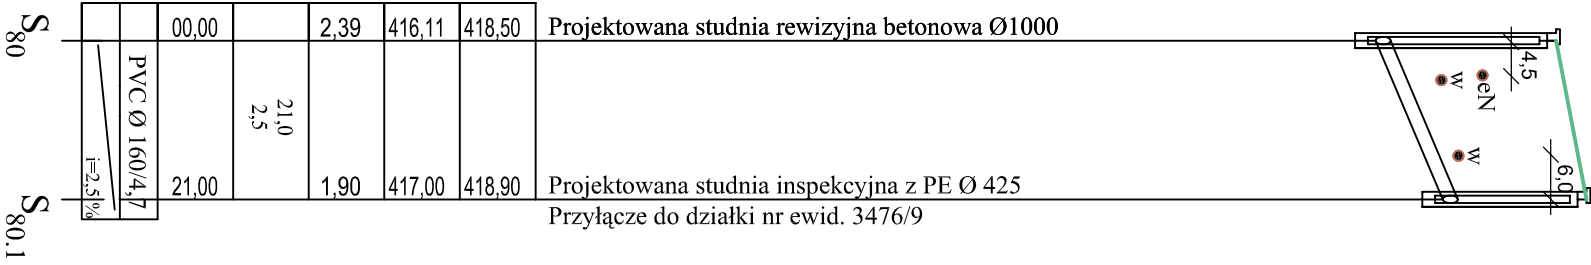 S80
00,00
2,39
416,11
418,50
Projektowana studnia rewizyjna betonowa Ø1000
4,5
PVC Ø 160/4,7
21,0
2,5
w
eN
w
i=2,5%
6,0
S80.1
21,00
1,90
417,00
418,90
Projektowana studnia inspekcyjna z PE Ø 425
Przyłącze do działki nr ewid. 3476/9